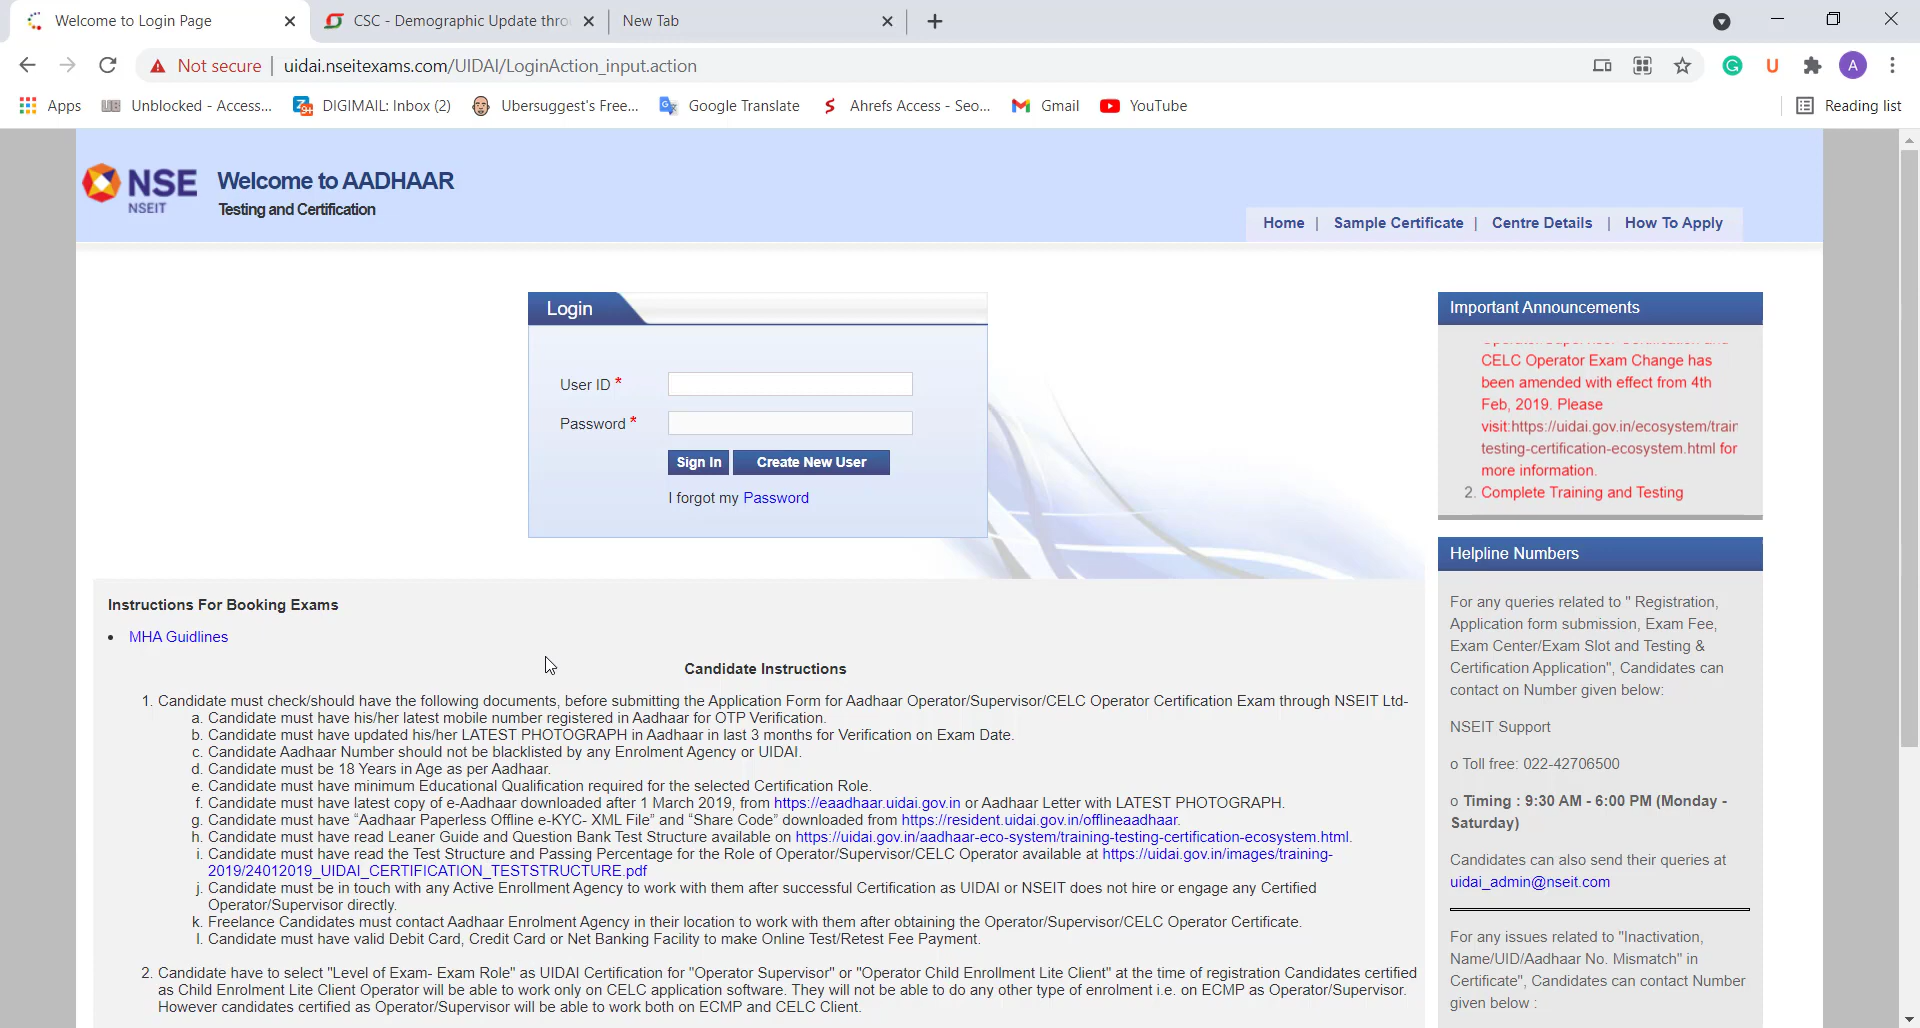 Welcome to Login Page
CSC - Demographic Update thro
New Tab
Not secure
uidai.nseitexams.com/UIDAI/LoginAction_input.action
A
Apps
Unblocked - Access...
DIGIMAIL: Inbox (2)
Ubersuggest's Free...
Google Translate
Ahrefs Access - Seo...
Gmail
YouTube
Reading list
NSE
NSEIT
Welcome to AADHAAR
Testing and Certification
Home | Sample Certificate | Centre Details | How To Apply
Login
User ID *
Password *
Sign In
Create New User
I forgot my Password
Important Announcements
CELC Operator Exam Change has
been amended with effect from 4th
Feb, 2019. Please
visit:https://uidai.gov.in/ecosystem/train
testing-certification-ecosystem.html for
more information.
2. Complete Training and Testing
Helpline Numbers
For any queries related to " Registration,
Application form submission, Exam Fee,
Exam Center/Exam Slot and Testing &
Certification Application", Candidates can
contact on Number given below:
NSEIT Support
o Toll free: 022-42706500
o Timing : 9:30 AM - 6:00 PM (Monday -
Saturday)
Candidates can also send their queries at
uidai_admin@nseit.com
For any issues related to "Inactivation,
Name/UID/Aadhaar No. Mismatch" in
Certificate", Candidates can contact Number
given below :
Instructions For Booking Exams
• MHA Guidlines
Candidate Instructions
1. Candidate must check/should have the following documents, before submitting the Application Form for Aadhaar Operator/Supervisor/CELC Operator Certification Exam through NSEIT Ltd-
a. Candidate must have his/her latest mobile number registered in Aadhaar for OTP Verification.
b. Candidate must have updated his/her LATEST PHOTOGRAPH in Aadhaar in last 3 months for Verification on Exam Date.
c. Candidate Aadhaar Number should not be blacklisted by any Enrolment Agency or UIDAI.
d. Candidate must be 18 Years in Age as per Aadhaar.
e. Candidate must have minimum Educational Qualification required for the selected Certification Role.
f. Candidate must have latest copy of e-Aadhaar downloaded after 1 March 2019, from https://eaadhaar.uidai.gov.in or Aadhaar Letter with LATEST PHOTOGRAPH.
g. Candidate must have “Aadhaar Paperless Offline e-KYC- XML File” and “Share Code” downloaded from https://resident.uidai.gov.in/offlineaadhaar.
h. Candidate must have read Leaner Guide and Question Bank Test Structure available on https://uidai.gov.in/aadhaar-eco-system/training-testing-certification-ecosystem.html.
i. Candidate must have read the Test Structure and Passing Percentage for the Role of Operator/Supervisor/CELC Operator available at https://uidai.gov.in/images/training-
2019/24012019_UIDAI_CERTIFICATION_TESTSTRUCTURE.pdf
j. Candidate must be in touch with any Active Enrollment Agency to work with them after successful Certification as UIDAI or NSEIT does not hire or engage any Certified
Operator/Supervisor directly.
k. Freelance Candidates must contact Aadhaar Enrolment Agency in their location to work with them after obtaining the Operator/Supervisor/CELC Operator Certificate.
l. Candidate must have valid Debit Card, Credit Card or Net Banking Facility to make Online Test/Retest Fee Payment.
2. Candidate have to select "Level of Exam- Exam Role" as UIDAI Certification for "Operator Supervisor" or "Operator Child Enrollment Lite Client" at the time of registration Candidates certified
as Child Enrolment Lite Client Operator will be able to work only on CELC application software. They will not be able to do any other type of enrolment i.e. on ECMP as Operator/Supervisor.
However candidates certified as Operator/Supervisor will be able to work both on ECMP and CELC Client.